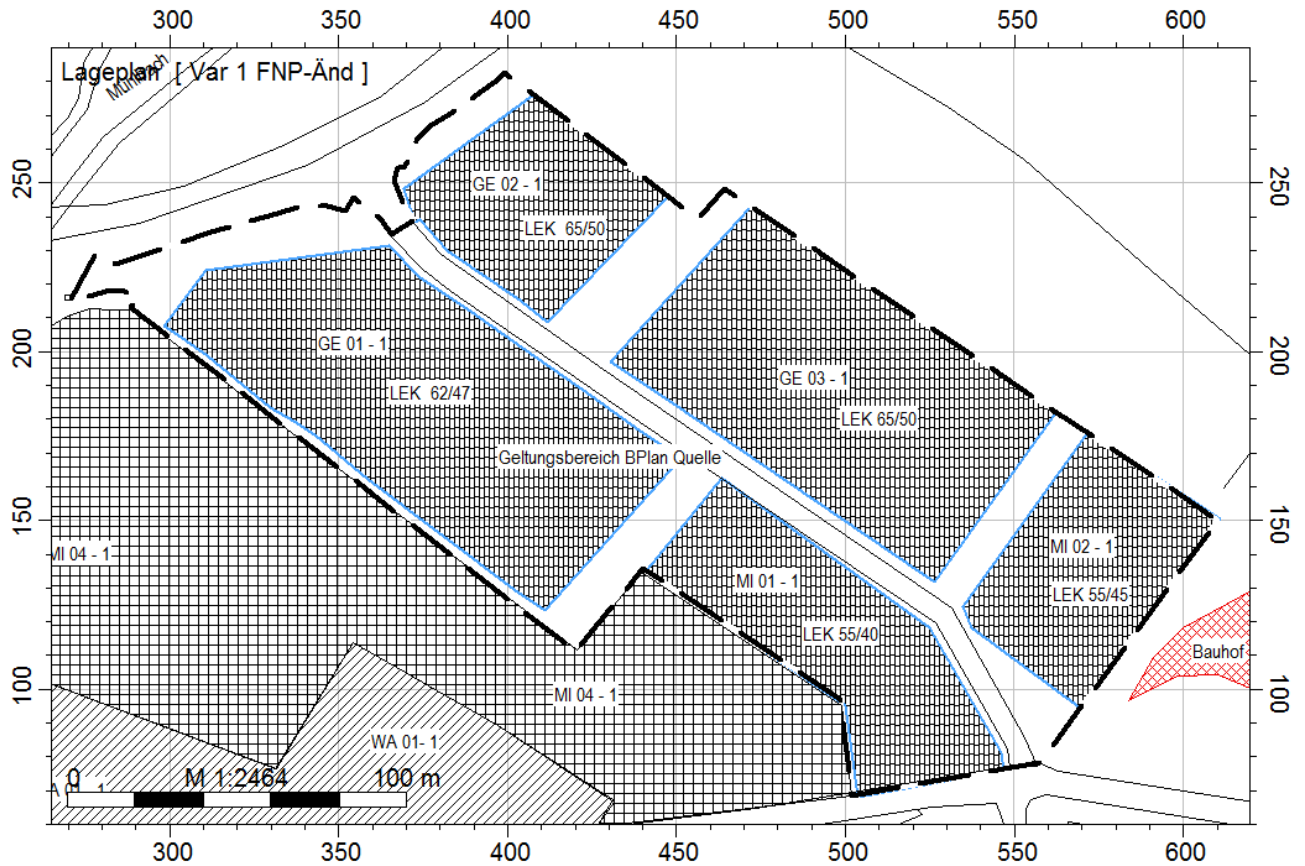 300 350 400 450 500 550 600
Lageplan [ Var 1 FNP-Änd ]
Mühlbach
250 250
GE 02 - 1
LEK 65/50
200 200
GE 01 - 1
LEK 62/47
GE 03 - 1
LEK 65/50
Geltungsbereich BPlan Quelle
150 150
MI 04 - 1
MI 02 - 1
MI 01 - 1
LEK 55/45
LEK 55/40
Bauhof
100 100
MI 04 - 1
WA 01- 1
0 M 1:2464 100 m
300 350 400 450 500 550 600